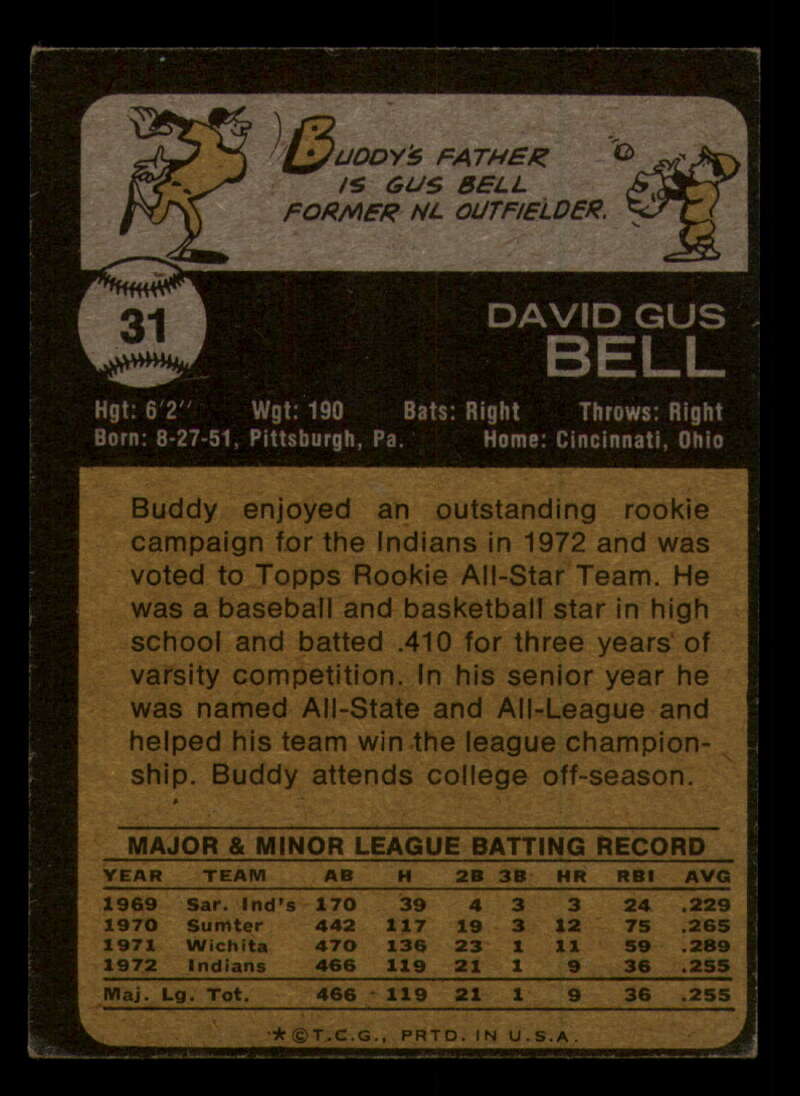 BUDDY'S FATHER
IS GUS BELL
FORMER NL OUTFIELDER.
31
DAVID GUS
BELL
Hgt: 6'2" Wgt: 190 Bats: Right Throws: Right
Born: 8-27-51, Pittsburgh, Pa. Home: Cincinnati, Ohio
Buddy enjoyed an outstanding rookie
campaign for the Indians in 1972 and was
voted to Topps Rookie All-Star Team. He
was a baseball and basketball star in high
school and batted .410 for three years of
varsity competition. In his senior year he
was named All-State and All-League and
helped his team win the league champion-
ship. Buddy attends college off-season.
MAJOR & MINOR LEAGUE BATTING RECORD
YEAR TEAM AB H 2B 3B HR RBI AVG
1969 Sar. Ind's 170 39 4 3 3 24 .229
1970 Sumter 442 117 19 3 12 75 .265
1971 Wichita 470 136 23 1 11 59 .289
1972 Indians 466 119 21 1 9 36 .255
Maj. Lg. Tot. 466 119 21 1 9 36 .255
*©T.C.G., PRTD. IN U.S.A.